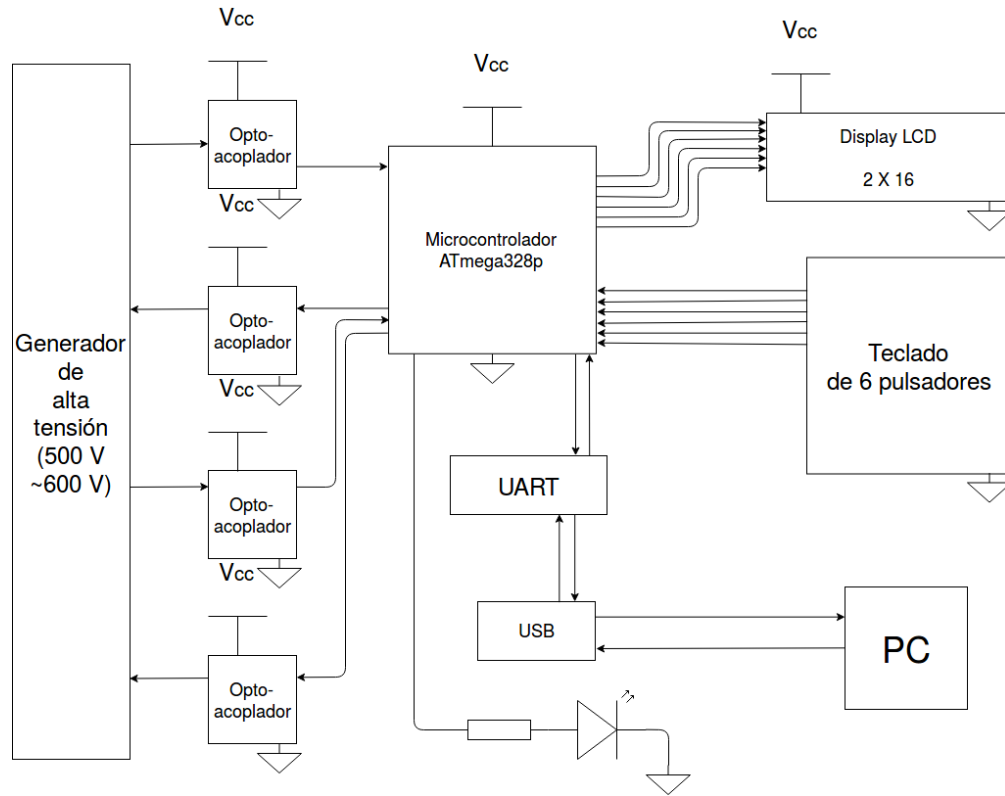 Vcc
Vcc
Vcc
Opto-
acoplador
Display LCD
2 X 16
Vcc
Microcontrolador
ATmega328p
Opto-
acoplador
Generador
de
alta
tensión
(500 V
~600 V)
Teclado
de 6 pulsadores
Vcc
UART
Opto-
acoplador
Vcc
USB
PC
Opto-
acoplador